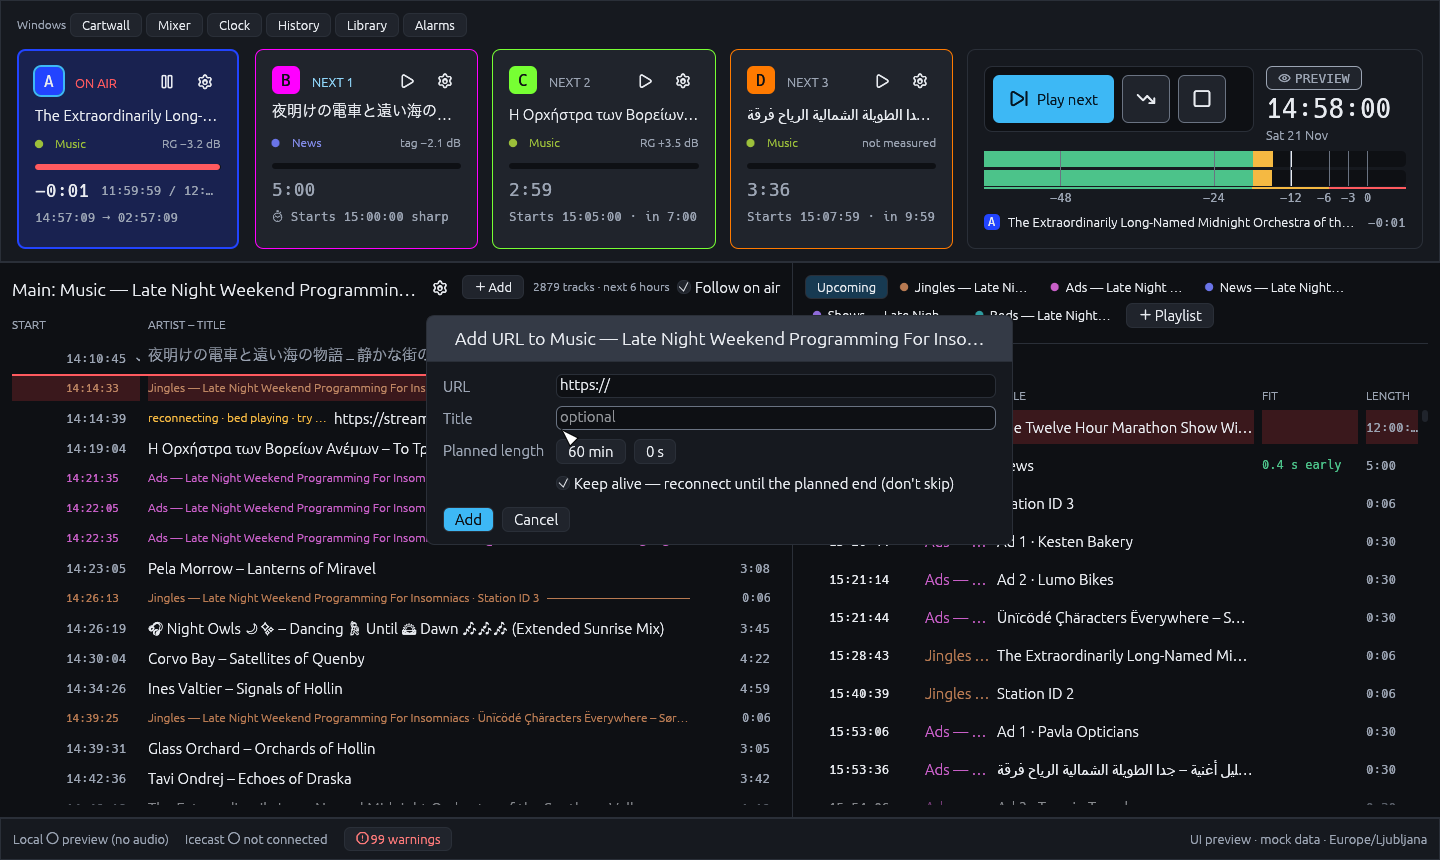 Windows Cartwall Mixer Clock History Library Alarms
A ON AIR
The Extraordinarily Long-…
Music RG −3.2 dB
−0:01 11:59:59 / 12:…
14:57:09 → 02:57:09
B NEXT 1
夜明けの電車と遠い海の…
News tag −2.1 dB
5:00
Starts 15:00:00 sharp
C NEXT 2
Η Ορχήστρα των Βορείων…
Music RG +3.5 dB
2:59
Starts 15:05:00 · in 7:00
D NEXT 3
جدا الطويلة الشمالية الرياح فرقة…
Music not measured
3:36
Starts 15:07:59 · in 9:59
Play next
PREVIEW
14:58:00
Sat 21 Nov
−48 −24 −12 −6 −3 0
A The Extraordinarily Long-Named Midnight Orchestra of th… −0:01
Main: Music — Late Night Weekend Programmin… + Add 2879 tracks · next 6 hours ✓ Follow on air
START ARTIST – TITLE
14:10:45 夜明けの電車と遠い海の物語 – 静かな街の
14:14:33 Jingles — Late Night Weekend Programming For Ins
14:14:39 reconnecting · bed playing · try … https://stream
14:19:04 Η Ορχήστρα των Βορείων Ανέμων – Το Τρ
14:21:35 Ads — Late Night Weekend Programming For Insom
14:22:05 Ads — Late Night Weekend Programming For Insom
14:22:35 Ads — Late Night Weekend Programming For Insom
14:23:05 Pela Morrow – Lanterns of Miravel 3:08
14:26:13 Jingles — Late Night Weekend Programming For Insomniacs · Station ID 3 0:06
14:26:19 🎧 Night Owls 🌙✨ – Dancing 💃 Until 🌅 Dawn 🎶🎶🎶 (Extended Sunrise Mix) 3:45
14:30:04 Corvo Bay – Satellites of Quenby 4:22
14:34:26 Ines Valtier – Signals of Hollin 4:59
14:39:25 Jingles — Late Night Weekend Programming For Insomniacs · Ünïcödé Çhäracters Ëverywhere – Sør… 0:06
14:39:31 Glass Orchard – Orchards of Hollin 3:05
14:42:36 Tavi Ondrej – Echoes of Draska 3:42
Upcoming Jingles — Late Ni… Ads — Late Night … News — Late Night…
Shows — Late Nigh… Beds — Late Night… + Playlist
LE FIT LENGTH
e Twelve Hour Marathon Show Wi… 12:00:…
ews 0.4 s early 5:00
ation ID 3 0:06
Ad 1 · Kesten Bakery 0:30
15:21:14 Ads — … Ad 2 · Lumo Bikes 0:30
15:21:44 Ads — … Ünïcödé Çhäracters Ëverywhere – S… 0:30
15:28:43 Jingles … The Extraordinarily Long-Named Mi… 0:06
15:40:39 Jingles … Station ID 2 0:06
15:53:06 Ads — … Ad 1 · Pavla Opticians 0:30
15:53:36 Ads — … ليل أغنية – جدا الطويلة الشمالية الرياح فرقة… 0:30
Add URL to Music — Late Night Weekend Programming For Inso…
URL https://
Title optional
Planned length 60 min 0 s
✓ Keep alive — reconnect until the planned end (don't skip)
Add Cancel
Local preview (no audio) Icecast not connected 99 warnings UI preview · mock data · Europe/Ljubljana